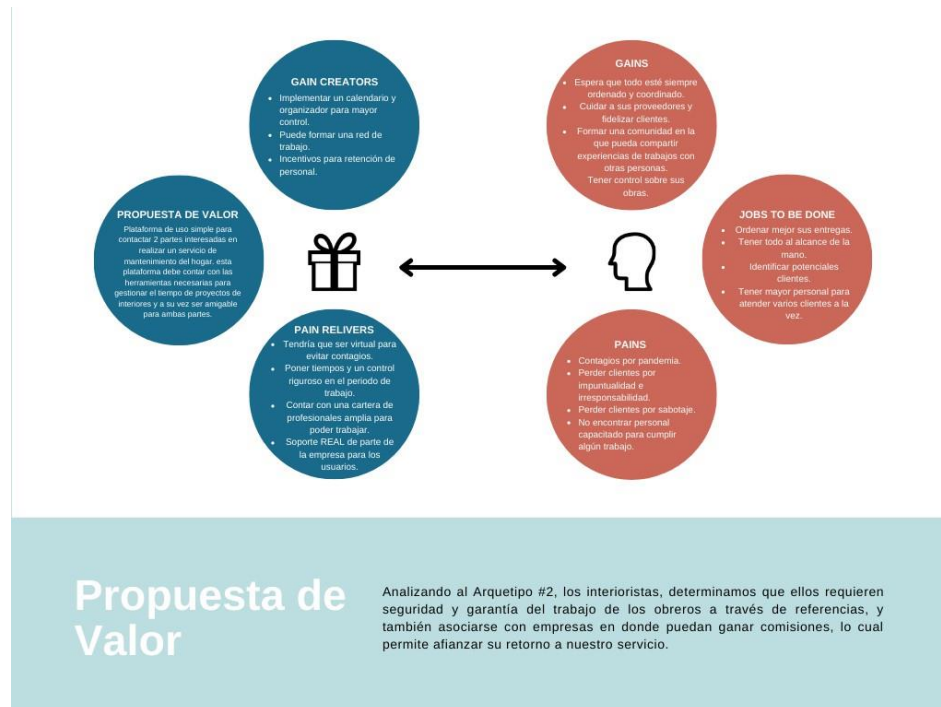 GAIN CREATORS
• Implementar un calendario y
organizador para mayor
control.
• Puede formar una red de
trabajo.
• Incentivos para retención de
personal.
GAINS
• Espera que todo esté siempre
ordenado y coordinado.
• Cuidar a sus proveedores y
fidelizar clientes.
• Formar una comunidad en la
que pueda compartir
experiencias de trabajos con
otras personas.
Tener control sobre sus
obras.
PROPUESTA DE VALOR
Plataforma de uso simple para
contactar 2 partes interesadas en
realizar un servicio de
mantenimiento del hogar. esta
plataforma debe contar con las
herramientas necesarias para
gestionar el tiempo de proyectos de
interiores y a su vez ser amigable
para ambas partes.
JOBS TO BE DONE
• Ordenar mejor sus entregas.
• Tener todo al alcance de la
mano.
• Identificar potenciales
clientes.
• Tener mayor personal para
atender varios clientes a la
vez.
PAIN RELIVERS
• Tendría que ser virtual para
evitar contagios.
• Poner tiempos y un control
riguroso en el periodo de
trabajo.
• Contar con una cartera de
profesionales amplia para
poder trabajar.
• Soporte REAL de parte de
la empresa para los
usuarios.
PAINS
• Contagios por pandemia.
• Perder clientes por
impuntualidad e
irresponsabilidad.
• Perder clientes por sabotaje.
• No encontrar personal
capacitado para cumplir
algún trabajo.
Propuesta de
Valor
Analizando al Arquetipo #2, los interioristas, determinamos que ellos requieren
seguridad y garantía del trabajo de los obreros a través de referencias, y
también asociarse con empresas en donde puedan ganar comisiones, lo cual
permite afianzar su retorno a nuestro servicio.